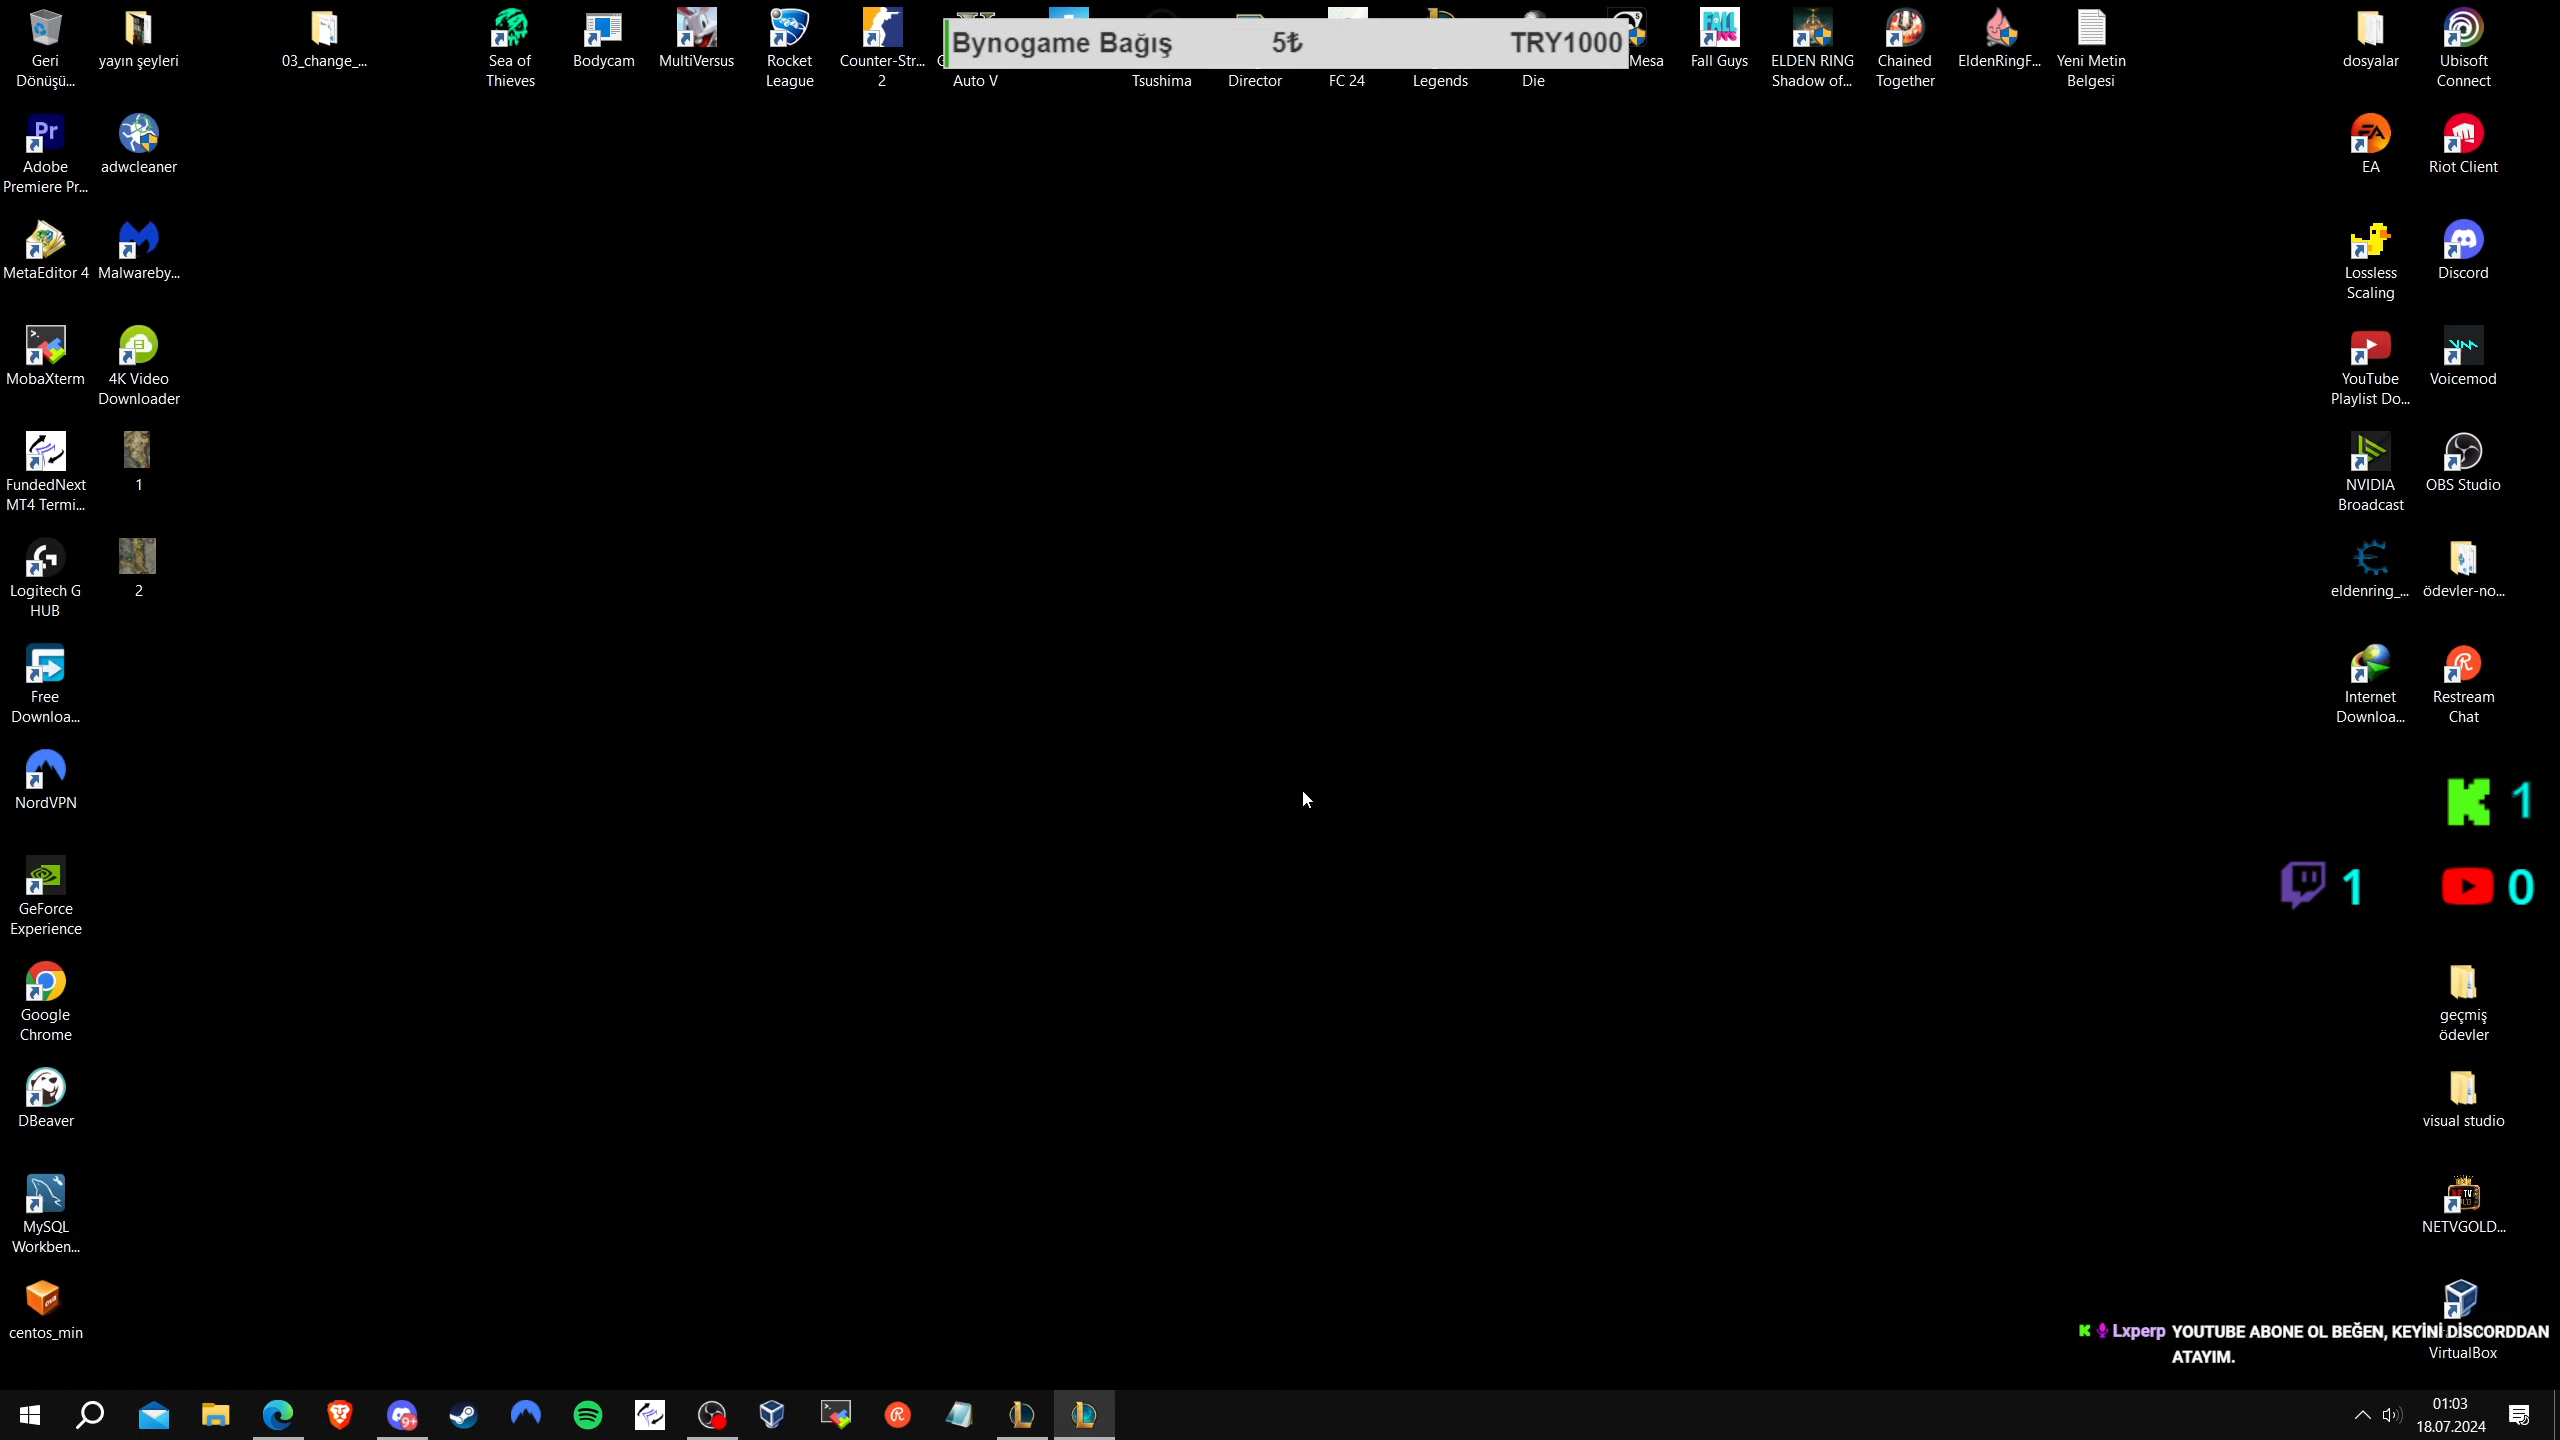 Geri
Dönüşü...
yayın şeyleri
03_change_...
Sea of
Thieves
Bodycam
MultiVersus
Rocket
League
Counter-Str...
2
Auto V
Bynogame Bağış 5₺ TRY1000
Tsushima
Director
FC 24
Legends
Die
Mesa
Fall Guys
ELDEN RING
Shadow of...
Chained
Together
EldenRingF...
Yeni Metin
Belgesi
dosyalar
Ubisoft
Connect
Adobe
Premiere Pr...
adwcleaner
EA
Riot Client
MetaEditor 4
Malwareby...
Lossless
Scaling
Discord
MobaXterm
4K Video
Downloader
YouTube
Playlist Do...
Voicemod
FundedNext
MT4 Termi...
1
NVIDIA
Broadcast
OBS Studio
Logitech G
HUB
2
eldenring_...
ödevler-no...
Free
Downloa...
Internet
Downloa...
Restream
Chat
NordVPN
1
1
0
GeForce
Experience
Google
Chrome
geçmiş
ödevler
DBeaver
visual studio
MySQL
Workben...
NETVGOLD...
centos_min
Lxperp YOUTUBE ABONE OL BEĞEN, KEYİNİ DİSCORDDAN
ATAYIM.
VirtualBox
9+
01:03
18.07.2024